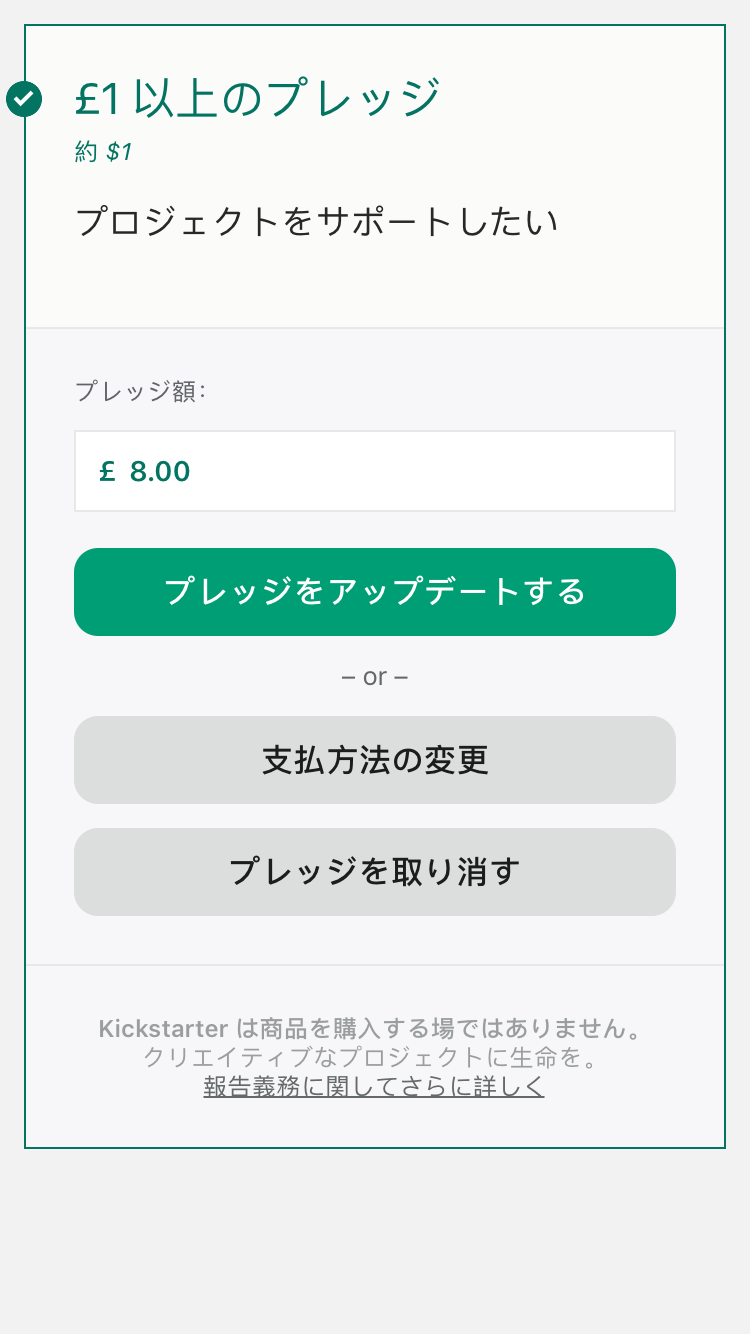 £1 以上のプレッジ
約 $1
プロジェクトをサポートしたい
プレッジ額:
£ 8.00
プレッジをアップデートする
– or –
支払方法の変更
プレッジを取り消す
Kickstarter は商品を購入する場ではありません。
クリエイティブなプロジェクトに生命を。
報告義務に関してさらに詳しく